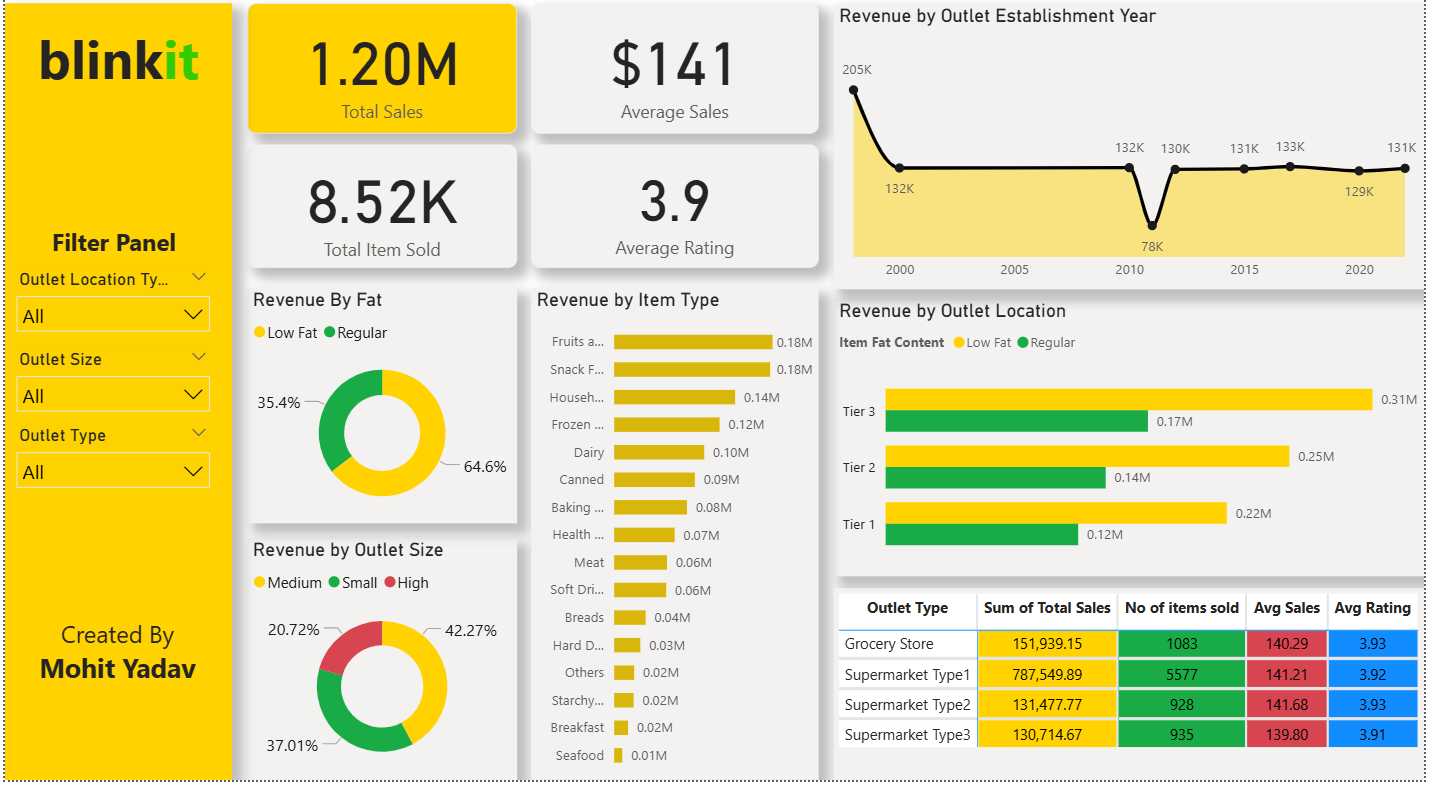 blinkit
Filter Panel
Outlet Location Ty...
All
Outlet Size
All
Outlet Type
All
Created By
Mohit Yadav
1.20M
Total Sales
$141
Average Sales
8.52K
Total Item Sold
3.9
Average Rating
Revenue By Fat
Low Fat Regular
35.4%
64.6%
Revenue by Outlet Size
Medium Small High
20.72%
42.27%
37.01%
Revenue by Item Type
Fruits a... 0.18M
Snack F... 0.18M
Househ... 0.14M
Frozen ... 0.12M
Dairy 0.10M
Canned 0.09M
Baking ... 0.08M
Health ... 0.07M
Meat 0.06M
Soft Dri... 0.06M
Breads 0.04M
Hard D... 0.03M
Others 0.02M
Starchy... 0.02M
Breakfast 0.02M
Seafood 0.01M
Revenue by Outlet Establishment Year
205K
132K
132K
78K
130K
131K
133K
129K
131K
2000 2005 2010 2015 2020
Revenue by Outlet Location
Item Fat Content Low Fat Regular
Tier 3 0.31M
0.17M
Tier 2 0.25M
0.14M
Tier 1 0.22M
0.12M
Outlet Type Sum of Total Sales No of items sold Avg Sales Avg Rating
Grocery Store 151,939.15 1083 140.29 3.93
Supermarket Type1 787,549.89 5577 141.21 3.92
Supermarket Type2 131,477.77 928 141.68 3.93
Supermarket Type3 130,714.67 935 139.80 3.91